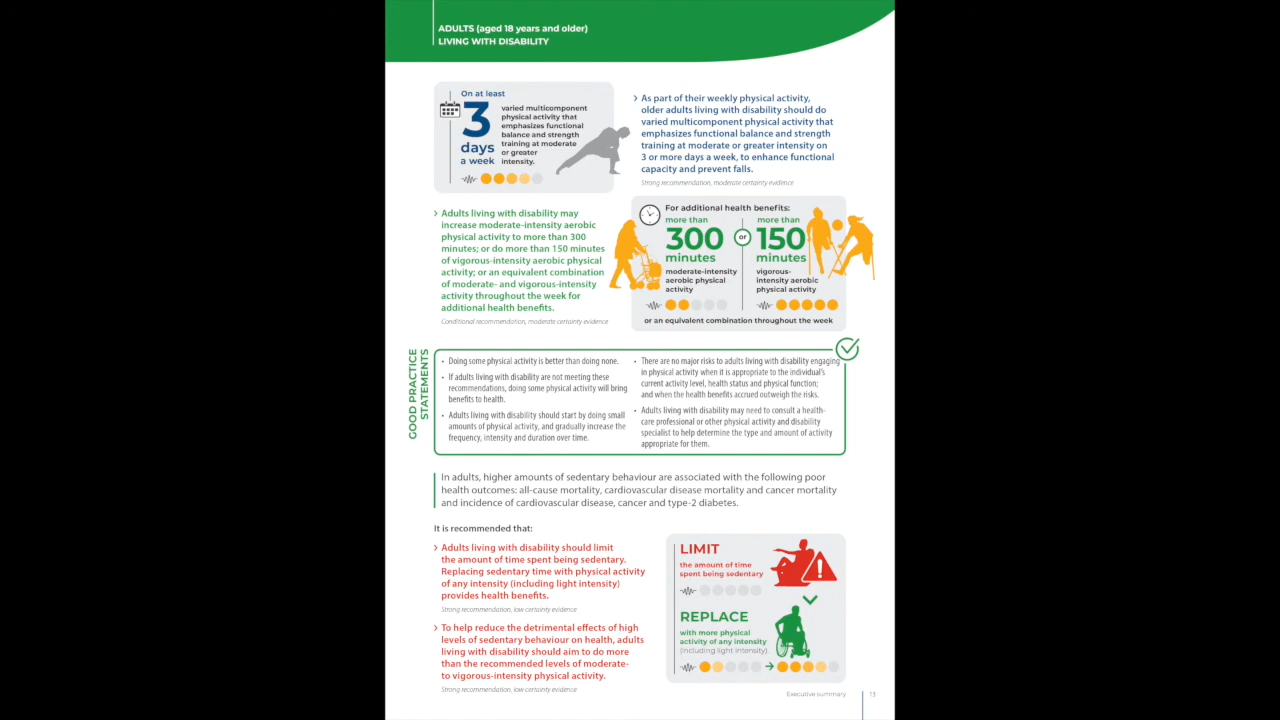 ADULTS (aged 18 years and older)
LIVING WITH DISABILITY
On at least
3
days
a week
varied multicomponent
physical activity that
emphasizes functional
balance and strength
training at moderate
or greater
intensity.
> As part of their weekly physical activity,
older adults living with disability should do
varied multicomponent physical activity that
emphasizes functional balance and strength
training at moderate or greater intensity on
3 or more days a week, to enhance functional
capacity and prevent falls.
Strong recommendation, moderate certainty evidence
> Adults living with disability may
increase moderate-intensity aerobic
physical activity to more than 300
minutes; or do more than 150 minutes
of vigorous-intensity aerobic physical
activity; or an equivalent combination
of moderate- and vigorous-intensity
activity throughout the week for
additional health benefits.
Conditional recommendation, moderate certainty evidence
For additional health benefits:
more than
300
minutes
moderate-intensity
aerobic physical
activity
or
more than
150
minutes
vigorous-
intensity aerobic
physical activity
or an equivalent combination throughout the week
GOOD PRACTICE
STATEMENTS
• Doing some physical activity is better than doing none.
• If adults living with disability are not meeting these
recommendations, doing some physical activity will bring
benefits to health.
• Adults living with disability should start by doing small
amounts of physical activity, and gradually increase the
frequency, intensity and duration over time.
• There are no major risks to adults living with disability engaging
in physical activity when it is appropriate to the individual's
current activity level, health status and physical function;
and when the health benefits accrued outweigh the risks.
• Adults living with disability may need to consult a health-
care professional or other physical activity and disability
specialist to help determine the type and amount of activity
appropriate for them.
In adults, higher amounts of sedentary behaviour are associated with the following poor
health outcomes: all-cause mortality, cardiovascular disease mortality and cancer mortality
and incidence of cardiovascular disease, cancer and type-2 diabetes.
It is recommended that:
> Adults living with disability should limit
the amount of time spent being sedentary.
Replacing sedentary time with physical activity
of any intensity (including light intensity)
provides health benefits.
Strong recommendation, low certainty evidence
> To help reduce the detrimental effects of high
levels of sedentary behaviour on health, adults
living with disability should aim to do more
than the recommended levels of moderate-
to vigorous-intensity physical activity.
Strong recommendation, low certainty evidence
LIMIT
the amount of time
spent being sedentary
REPLACE
with more physical
activity of any intensity
(including light intensity).
Executive summary
13